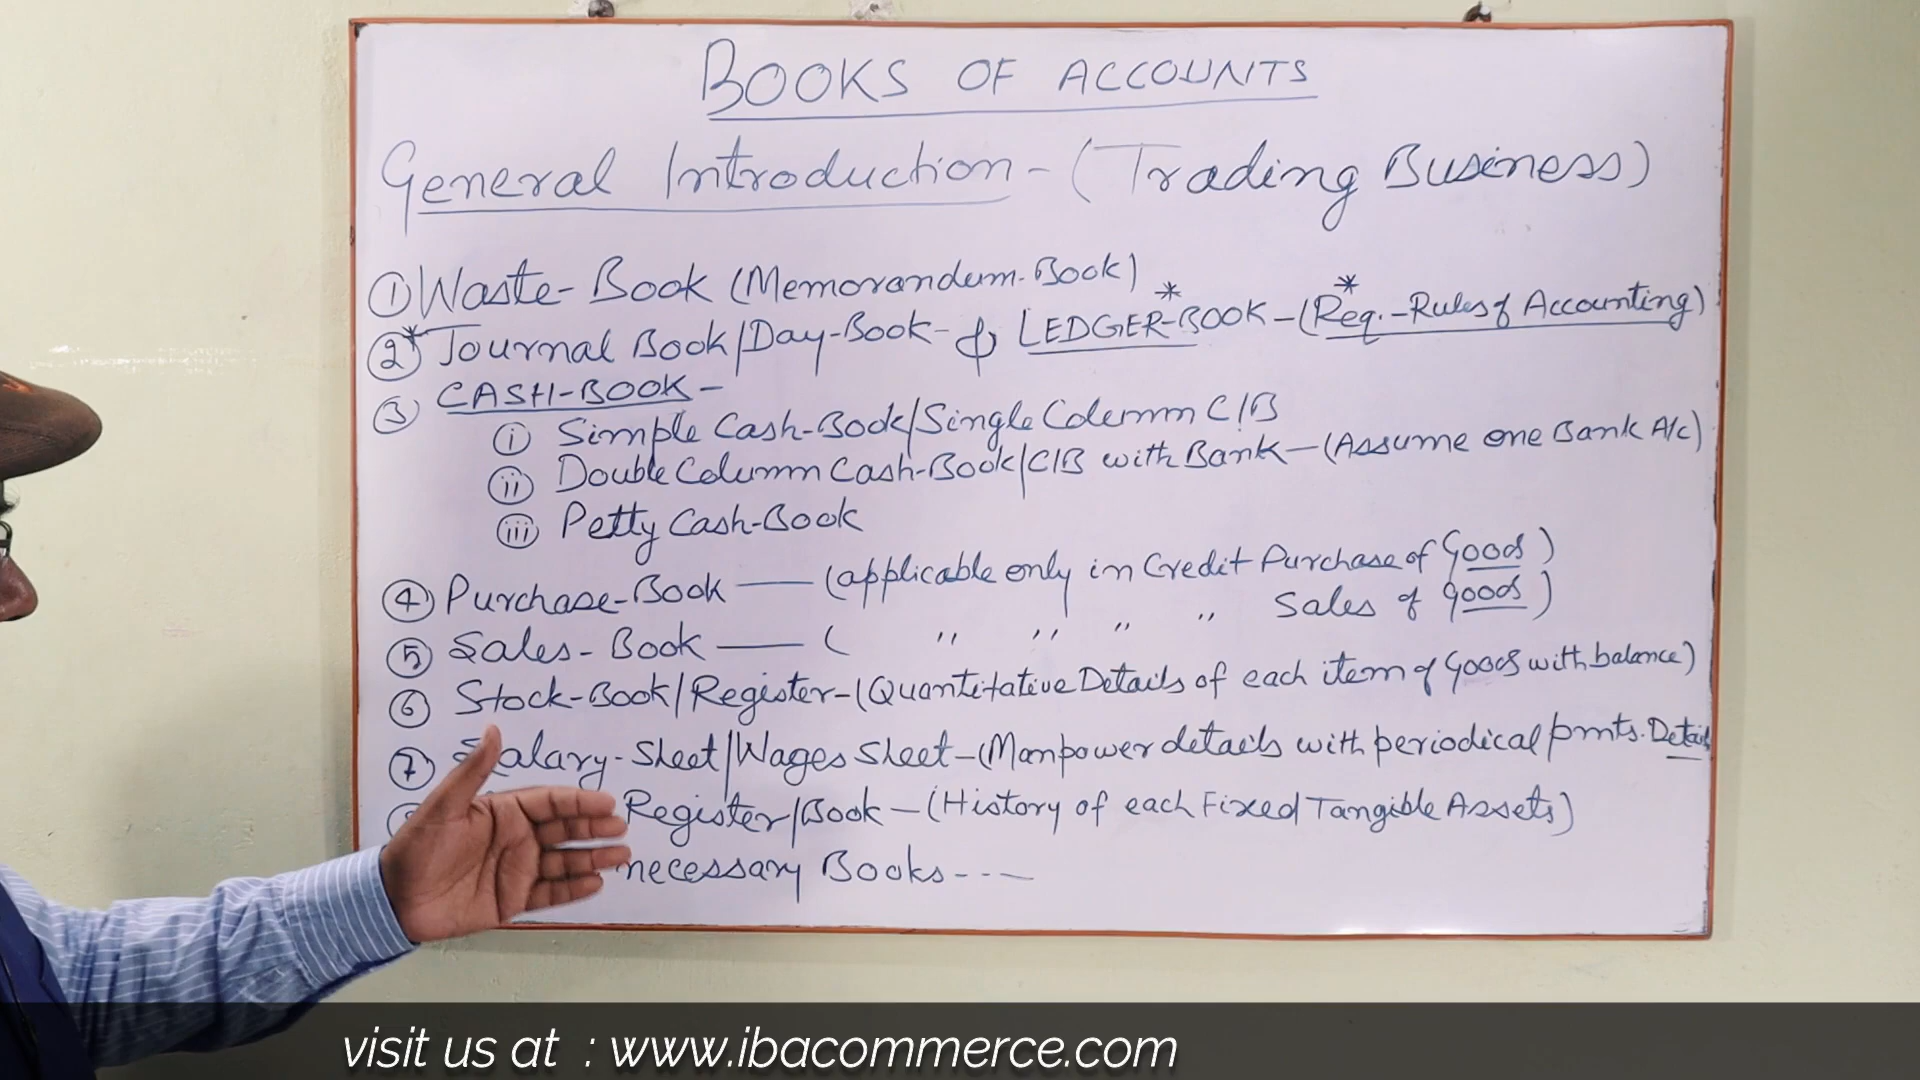 BOOKS OF ACCOUNTS
General Introduction - (Trading Business)
① Waste-Book (Memorandum-Book)
②* Journal Book/Day-Book - & LEDGER*-BOOK - (Req.* - Rules of Accounting)
③ CASH-BOOK -
ⓘ Simple Cash-Book/Single Column C/B
ⓘⓘ Double Column Cash-Book/C/B with Bank - (Assume one Bank A/c)
ⓘⓘⓘ Petty Cash-Book
④ Purchase-Book — (applicable only in Credit Purchase of Goods)
⑤ Sales-Book — ( " " " " Sales of goods)
⑥ Stock-Book/Register - (Quantitative Details of each item of Goods with balance)
⑦ Salary-Sheet/Wages Sheet - (Manpower details with periodical pmts. Details
Register/Book - (History of each Fixed Tangible Assets)
necessary Books - - -
visit us at : www.ibacommerce.com